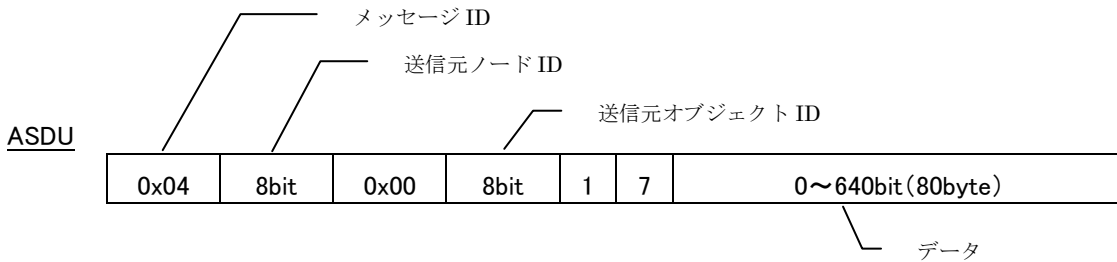 メッセージ ID
送信元ノード ID
送信元オブジェクト ID
ASDU
0x04 8bit 0x00 8bit 1 7 0～640bit(80byte)
データ